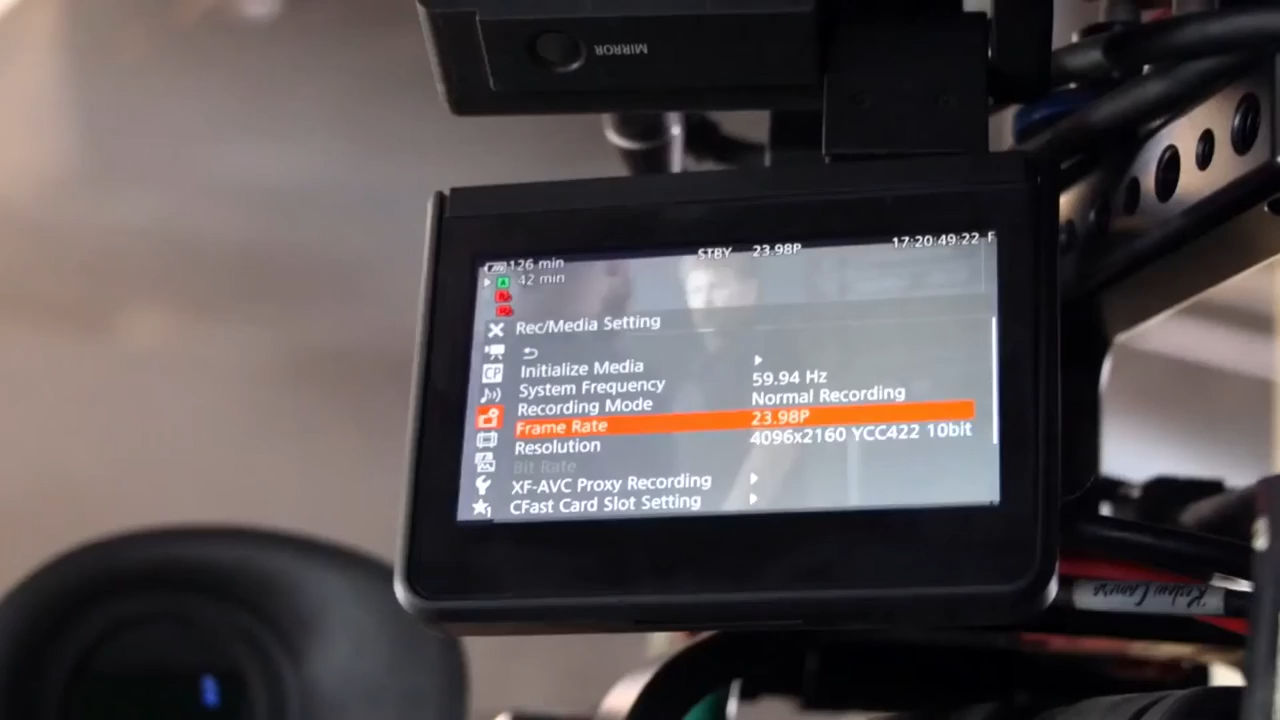 MIRROR
126 min STBY 23.98P 17:20:49:22 F
A 42 min
Rec/Media Setting
CP Initialize Media
System Frequency 59.94 Hz
Recording Mode Normal Recording
Frame Rate 23.98P
Resolution 4096x2160 YCC422 10bit
Bit Rate
XF-AVC Proxy Recording
CFast Card Slot Setting
1